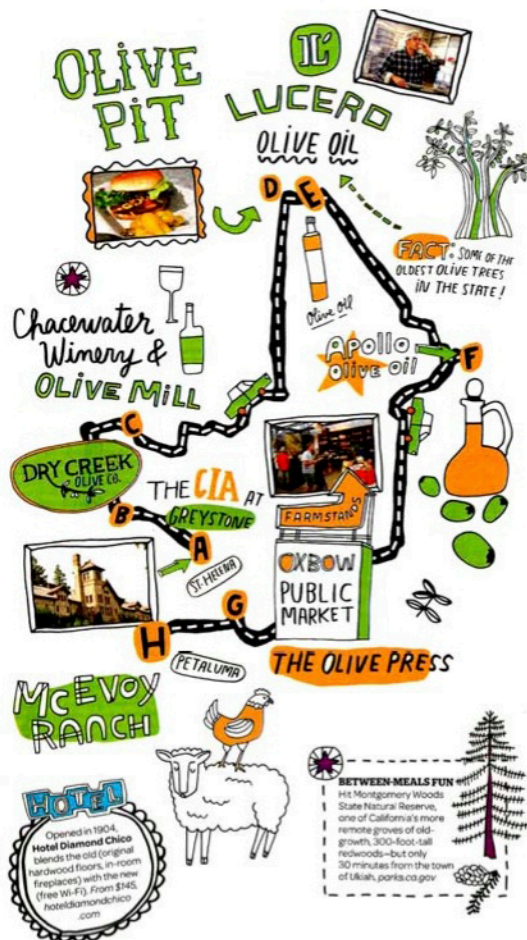 OLIVE
PIT
L'
LUCERO
OLIVE OIL
D
E
FACT: SOME OF THE
OLDEST OLIVE TREES
IN THE STATE!
Olive oil
Chacewater
Winery &
OLIVE MILL
APOLLO
OLIVE OIL
F
C
DRY CREEK
OLIVE CO.
B
THE CIA AT
GREYSTONE
A
ST. HELENA
FARMSTANDS
OXBOW
PUBLIC
MARKET
G
H
PETALUMA
THE OLIVE PRESS
MCEVOY
RANCH
HOTEL
Opened in 1904,
Hotel Diamond Chico
blends the old (original
hardwood floors, in-room
fireplaces) with the new
(free Wi-Fi). From $145,
hoteldiamondchico
.com
BETWEEN-MEALS FUN
Hit Montgomery Woods
State Natural Reserve,
one of California's more
remote groves of old-
growth, 300-foot-tall
redwoods—but only
30 minutes from the town
of Ukiah. parks.ca.gov